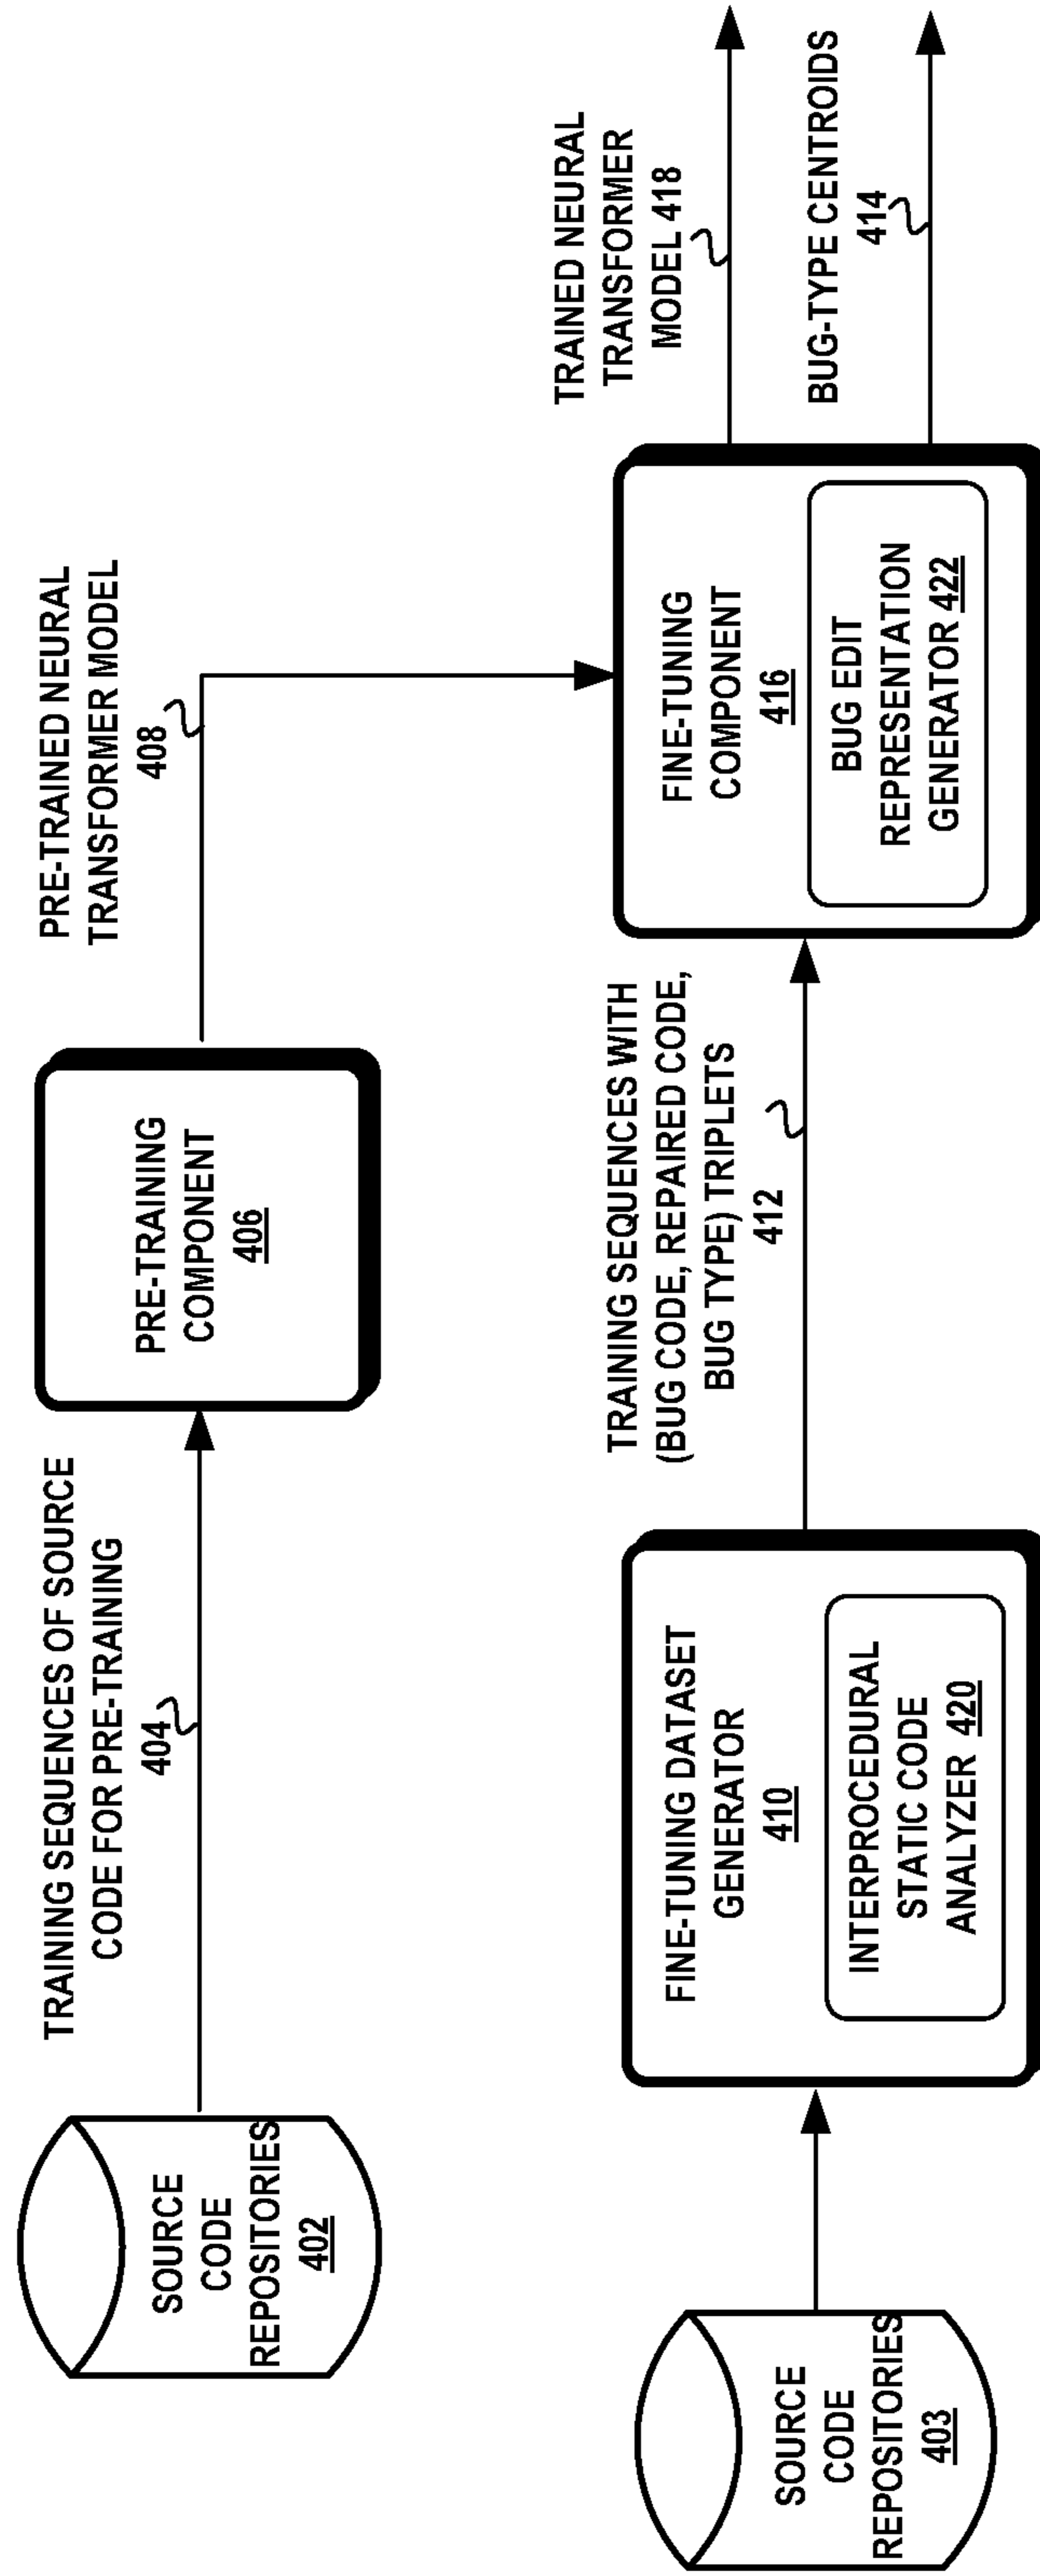 SOURCE
CODE
REPOSITORIES
402
TRAINING SEQUENCES OF SOURCE
CODE FOR PRE-TRAINING
404
PRE-TRAINING
COMPONENT
406
PRE-TRAINED NEURAL
TRANSFORMER MODEL
408
SOURCE
CODE
REPOSITORIES
403
FINE-TUNING DATASET
GENERATOR
410
INTERPROCEDURAL
STATIC CODE
ANALYZER 420
TRAINING SEQUENCES WITH
(BUG CODE, REPAIRED CODE,
BUG TYPE) TRIPLETS
412
FINE-TUNING
COMPONENT
416
BUG EDIT
REPRESENTATION
GENERATOR 422
TRAINED NEURAL
TRANSFORMER
MODEL 418
BUG-TYPE CENTROIDS
414